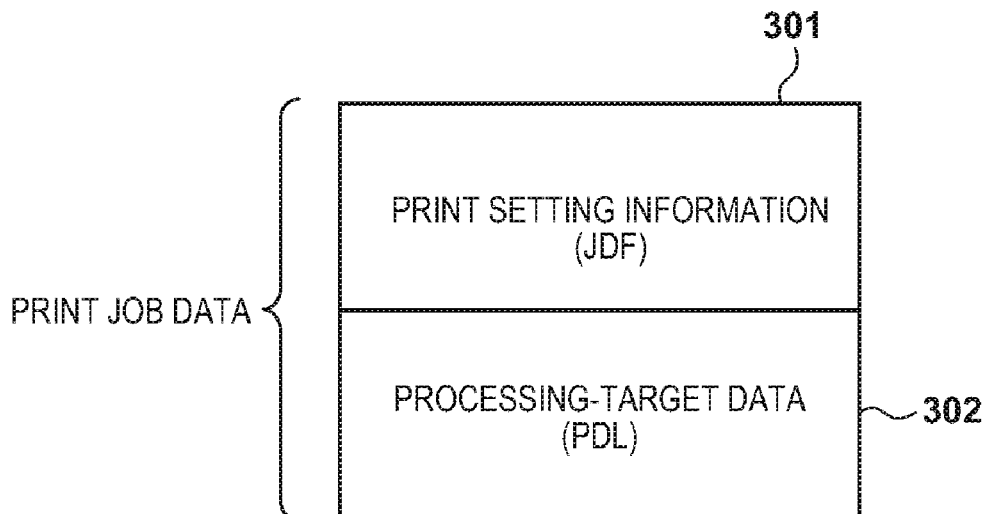 301
PRINT SETTING INFORMATION
(JDF)
PRINT JOB DATA
PROCESSING-TARGET DATA
(PDL)
302